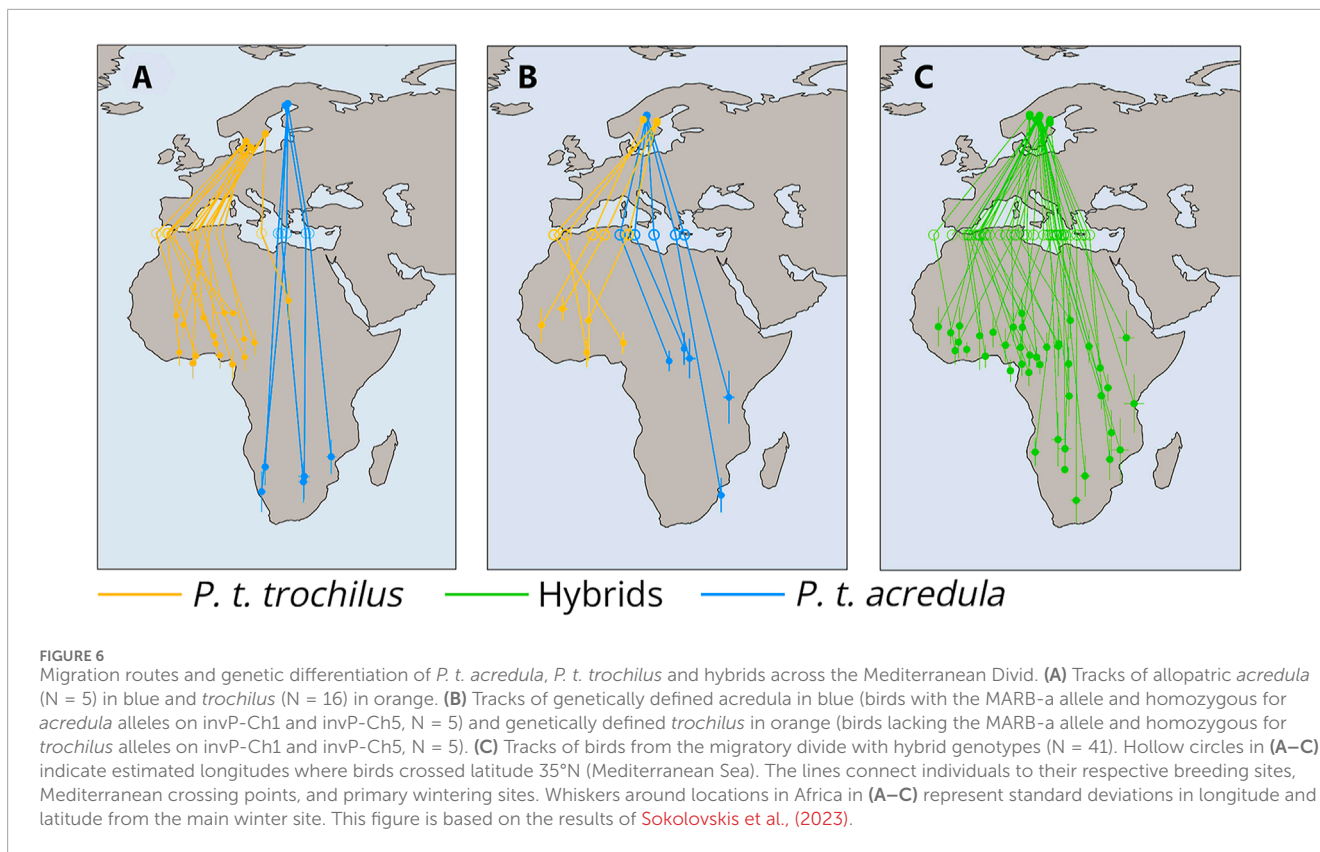 A
B
C
P. t. trochilus
Hybrids
P. t. acredula
FIGURE 6
Migration routes and genetic differentiation of P. t. acredula, P. t. trochilus and hybrids across the Mediterranean Divid. (A) Tracks of allopatric acredula
(N = 5) in blue and trochilus (N = 16) in orange. (B) Tracks of genetically defined acredula in blue (birds with the MARB-a allele and homozygous for
acredula alleles on invP-Ch1 and invP-Ch5, N = 5) and genetically defined trochilus in orange (birds lacking the MARB-a allele and homozygous for
trochilus alleles on invP-Ch1 and invP-Ch5, N = 5). (C) Tracks of birds from the migratory divide with hybrid genotypes (N = 41). Hollow circles in (A–C)
indicate estimated longitudes where birds crossed latitude 35°N (Mediterranean Sea). The lines connect individuals to their respective breeding sites,
Mediterranean crossing points, and primary wintering sites. Whiskers around locations in Africa in (A–C) represent standard deviations in longitude and
latitude from the main winter site. This figure is based on the results of Sokolovskis et al., (2023).